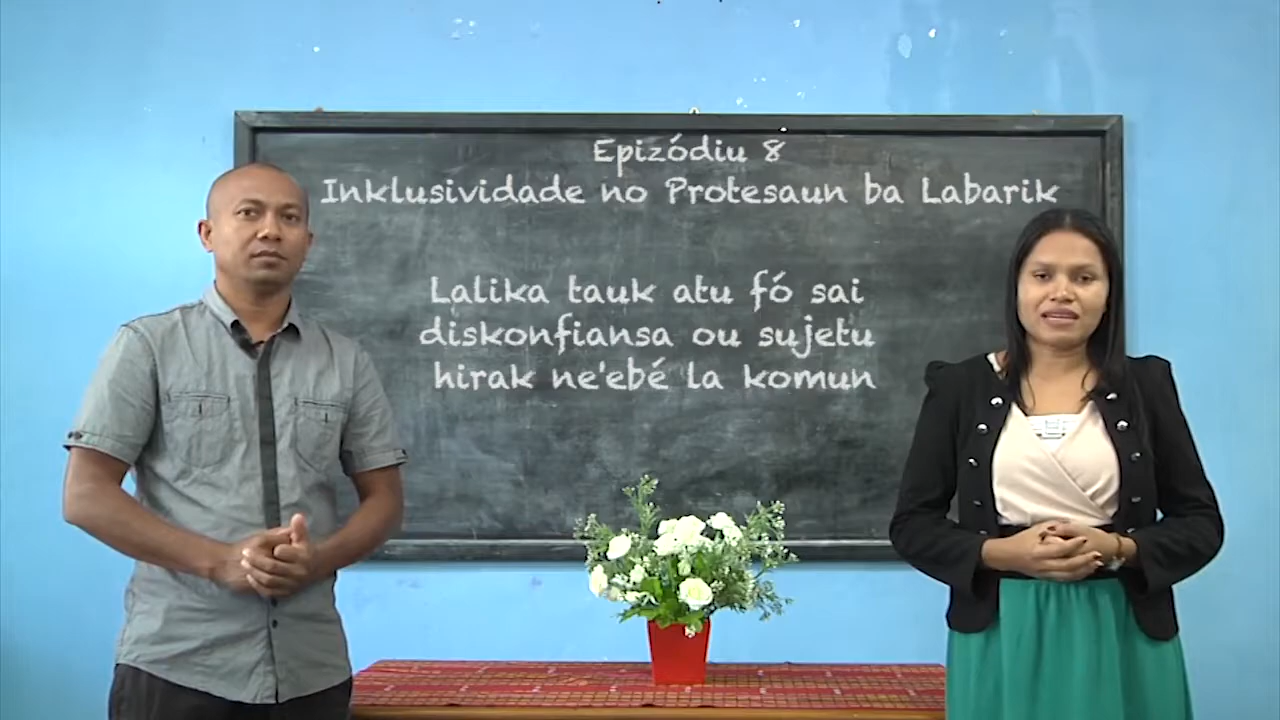 Epizódiu 8
Inklusividade no Protesaun ba Labarik
Lalika tauk atu fó sai
diskonfiansa ou sujetu
hirak ne'ebé la komun